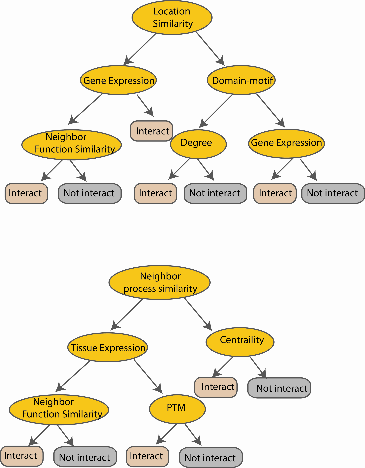 Location
Similarity
Gene Expression
Domain-motif
Interact
Neighbor
Function Similarity
Degree
Gene Expression
Interact
Not interact
Interact
Not interact
Interact
Not interact
Neighbor
process similarity
Tissue Expression
Centraility
Interact
Not interact
Neighbor
Function Similarity
PTM
Interact
Not interact
Interact
Not interact